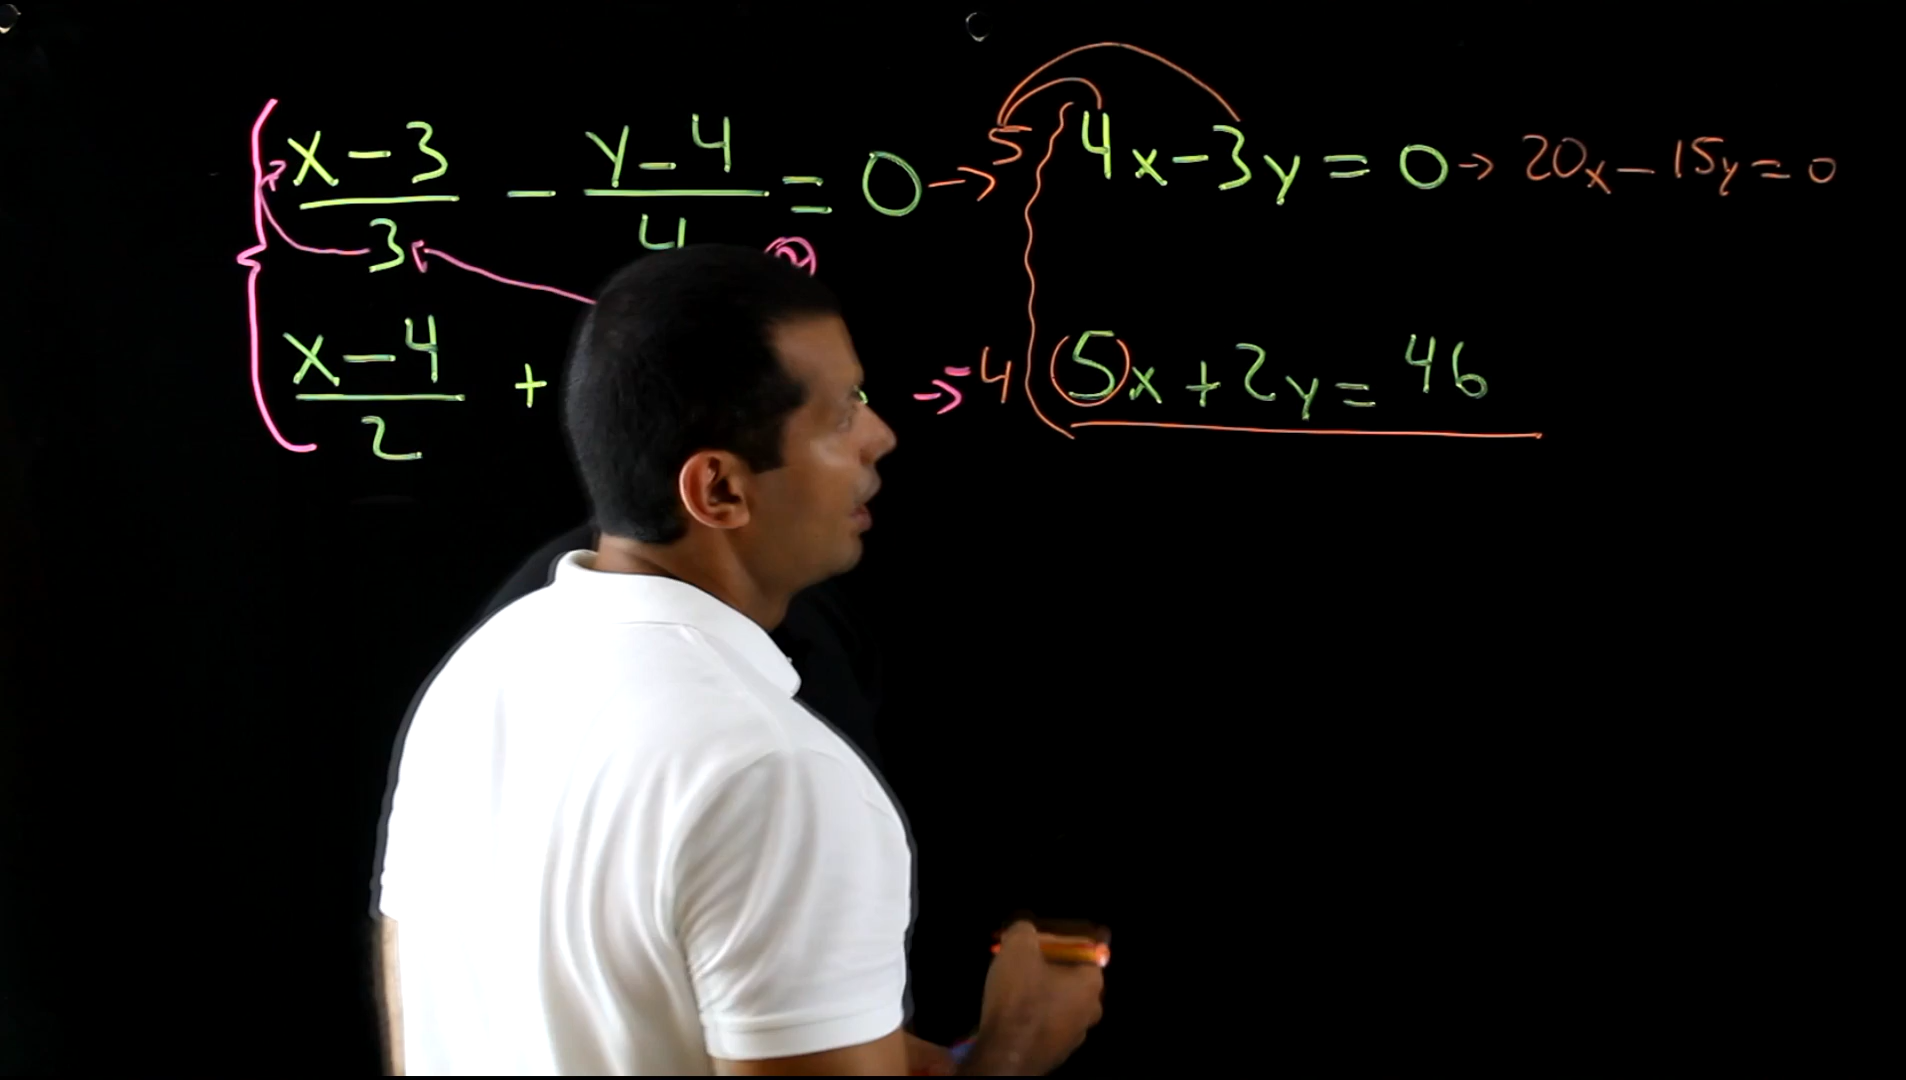 x-3/3 - y-4/4 = 0 → 5 4x-3y=0 → 20x-15y=0
x-4/2 + → -4 5x+2y=46